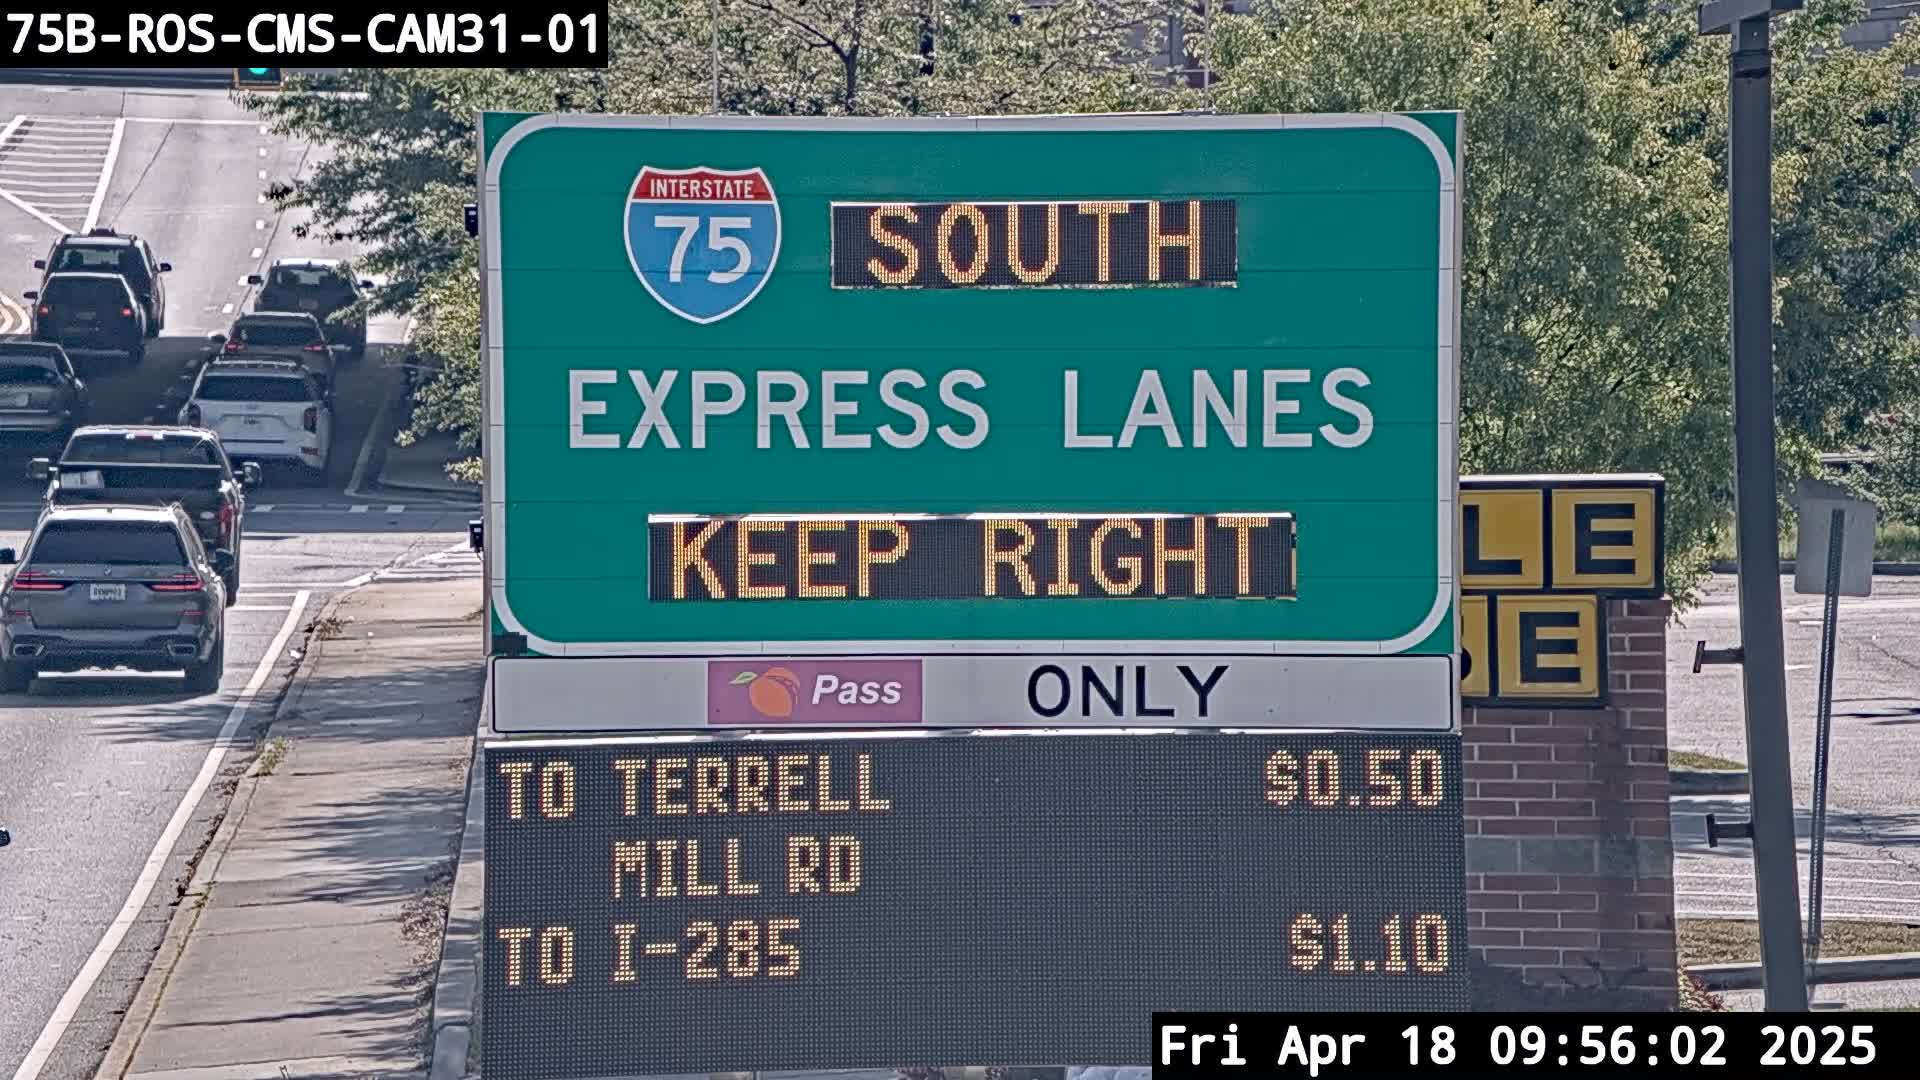 75B-ROS-CMS-CAM31-01
INTERSTATE
75 SOUTH
EXPRESS LANES
KEEP RIGHT
LE
E
Pass ONLY
TO TERRELL $0.50
MILL RD
TO I-285 $1.10
Fri Apr 18 09:56:02 2025